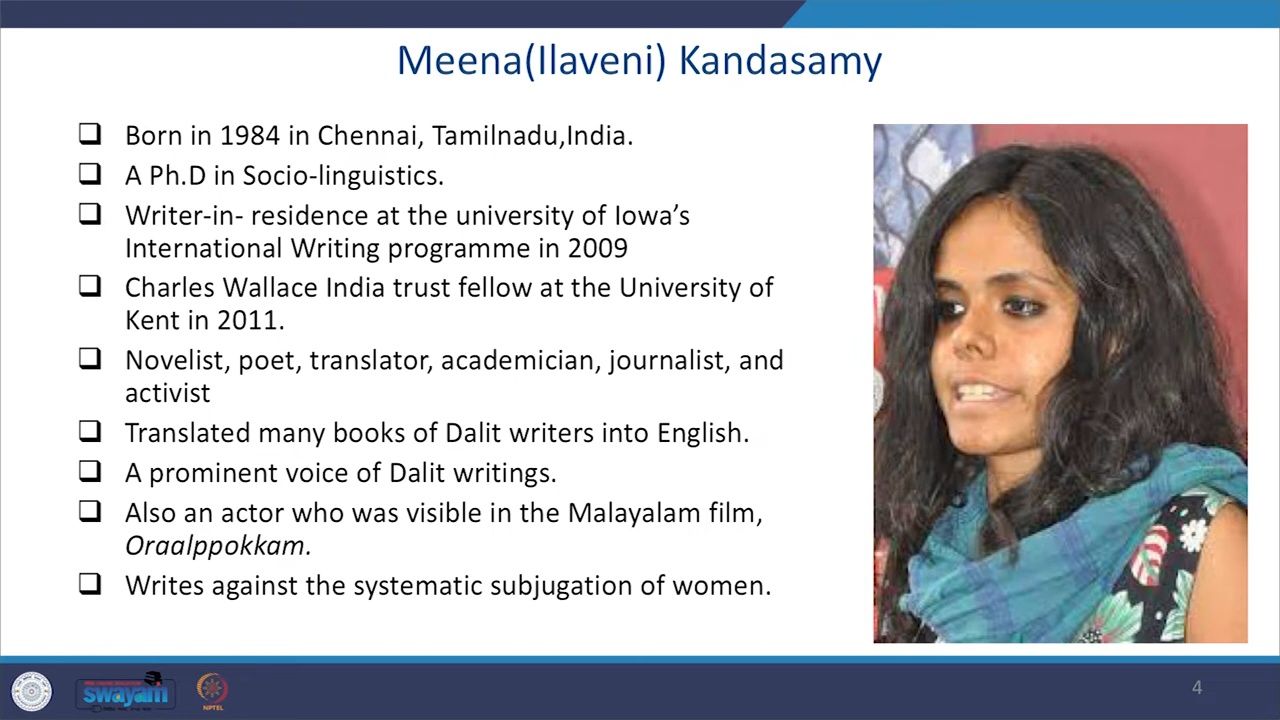 Meena(Ilaveni) Kandasamy
Born in 1984 in Chennai, Tamilnadu,India.
A Ph.D in Socio-linguistics.
Writer-in- residence at the university of Iowa’s
International Writing programme in 2009
Charles Wallace India trust fellow at the University of
Kent in 2011.
Novelist, poet, translator, academician, journalist, and
activist
Translated many books of Dalit writers into English.
A prominent voice of Dalit writings.
Also an actor who was visible in the Malayalam film,
Oraalppokkam.
Writes against the systematic subjugation of women.
swayam
NPTEL
4